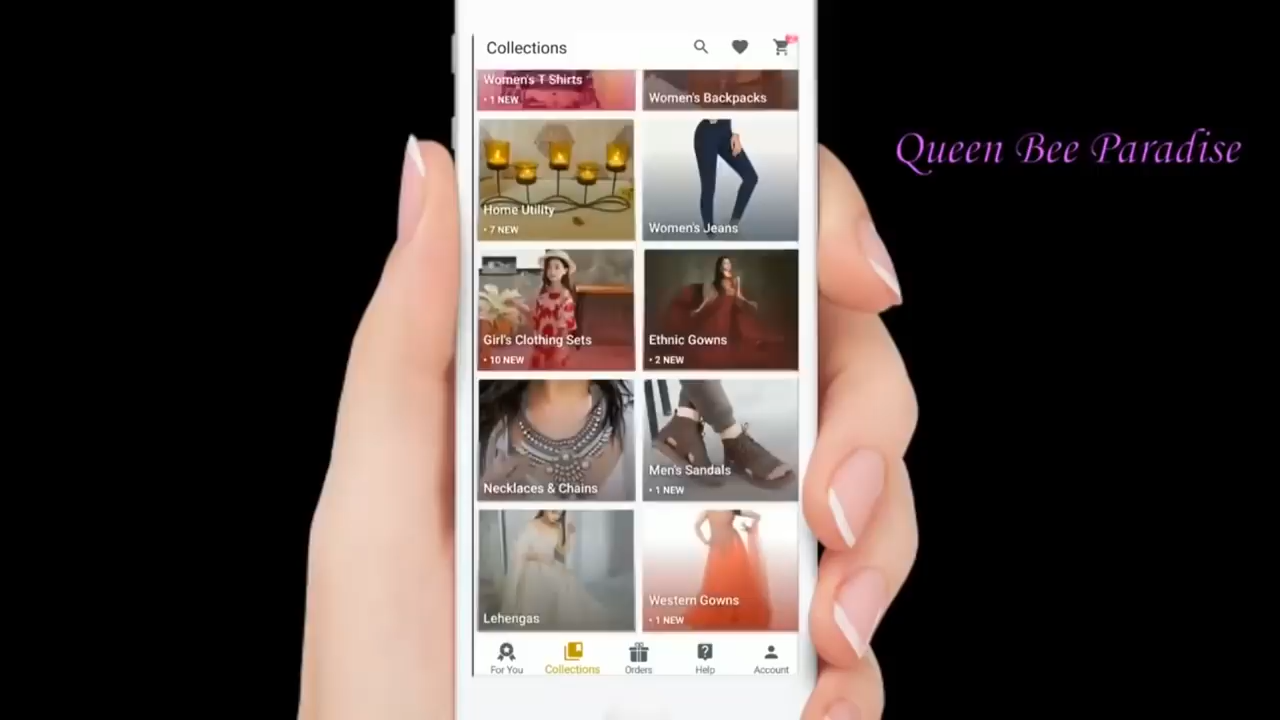 Collections
Women's T Shirts
• 1 NEW
Women's Backpacks
Queen Bee Paradise
Home Utility
• 7 NEW
Women's Jeans
Girl's Clothing Sets
• 10 NEW
Ethnic Gowns
• 2 NEW
Necklaces & Chains
Men's Sandals
• 1 NEW
Lehengas
Western Gowns
• 1 NEW
For You
Collections
Orders
Help
Account